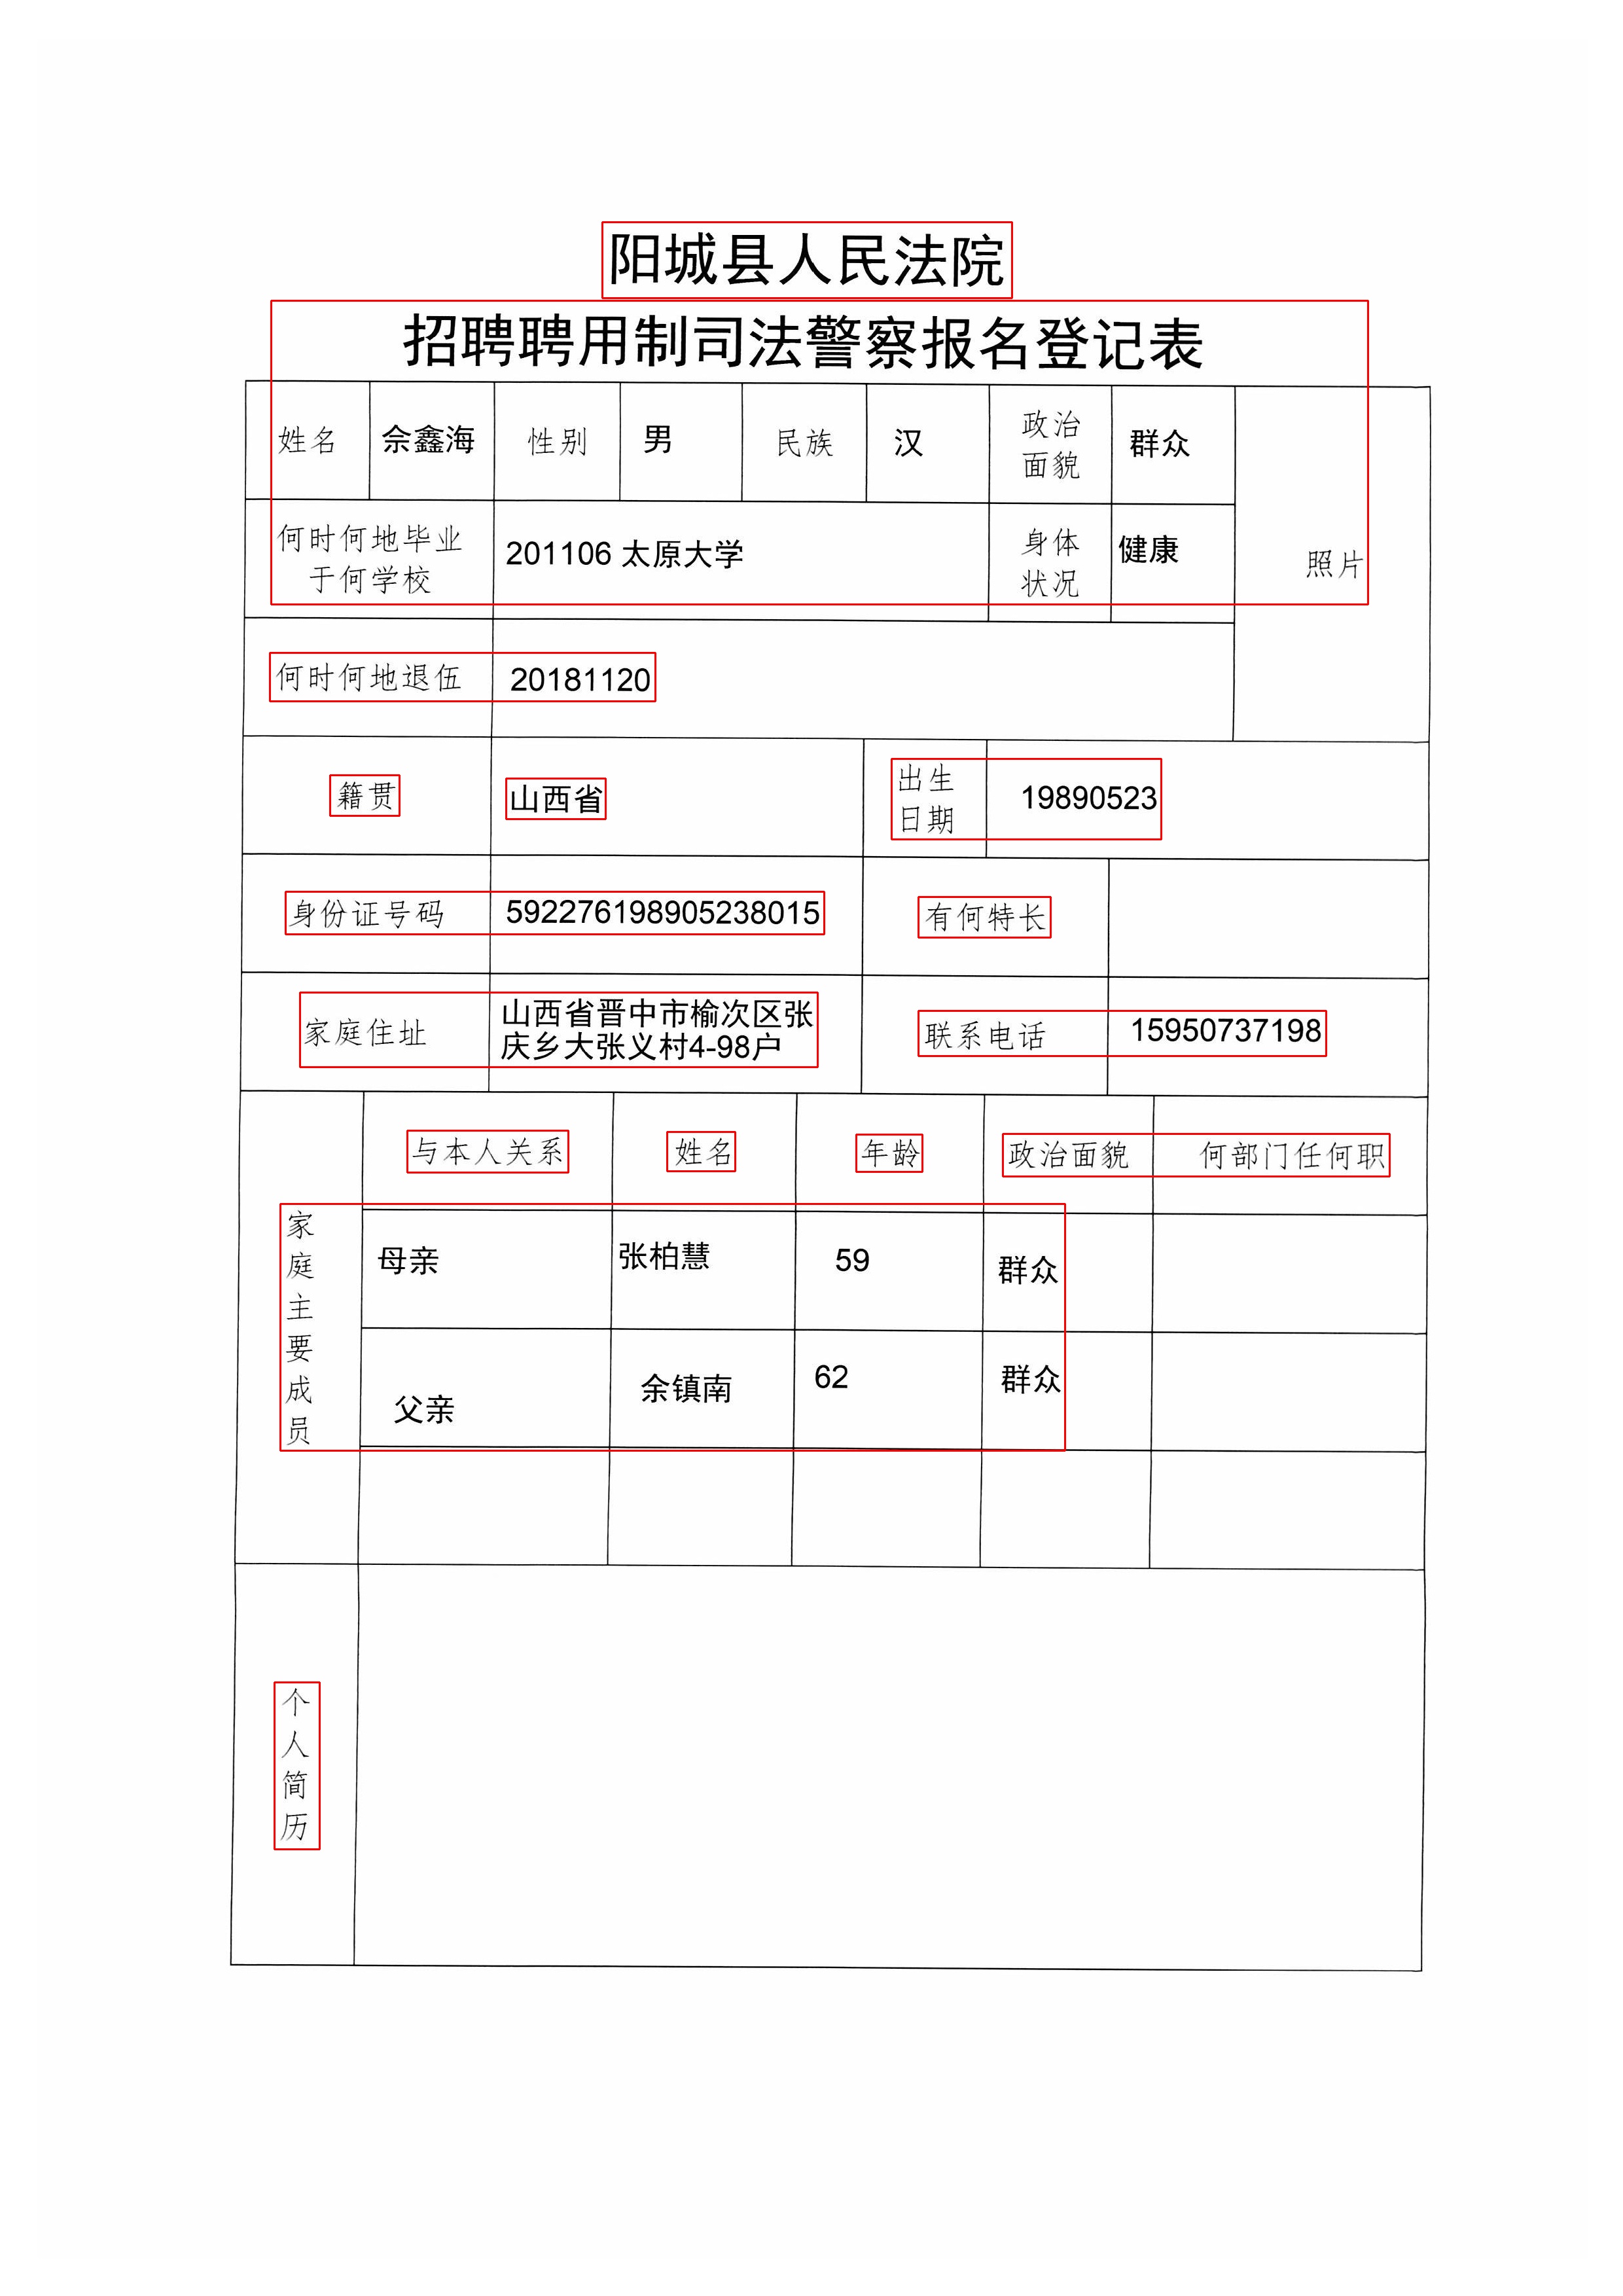 阳城县人民法院
招聘聘用制司法警察报名登记表
姓名 佘鑫海 性别 男 民族 汉 政治面貌 群众
何时何地毕业
于何学校 201106 太原大学 身体状况 健康 照片
何时何地退伍 20181120
籍贯 山西省 出生日期 19890523
身份证号码 592276198905238015 有何特长
家庭住址 山西省晋中市榆次区张
庆乡大张义村4-98户 联系电话 15950737198
与本人关系 姓名 年龄 政治面貌 何部门任何职
家庭主要成员
母亲 张柏慧 59 群众
父亲 余镇南 62 群众
个人简历